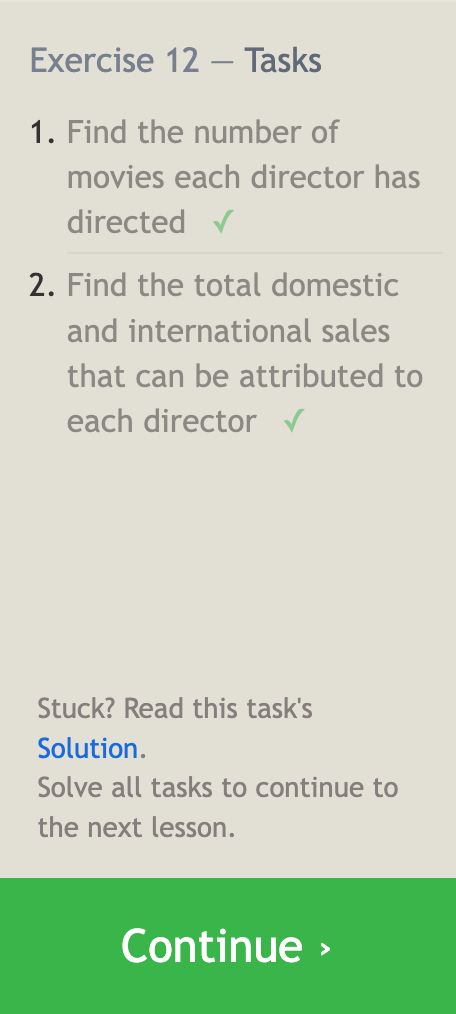 Exercise 12 — Tasks
1. Find the number of
movies each director has
directed ✓
2. Find the total domestic
and international sales
that can be attributed to
each director ✓
Stuck? Read this task's
Solution.
Solve all tasks to continue to
the next lesson.
Continue ›